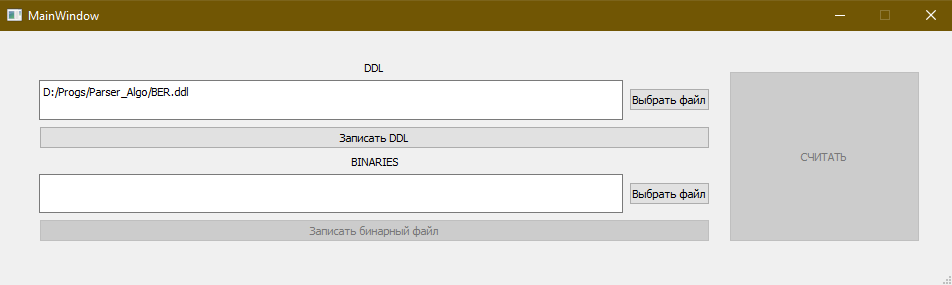 MainWindow
DDL
D:/Progs/Parser_Algo/BER.ddl
Выбрать файл
Записать DDL
BINARIES
Выбрать файл
Записать бинарный файл
СЧИТАТЬ